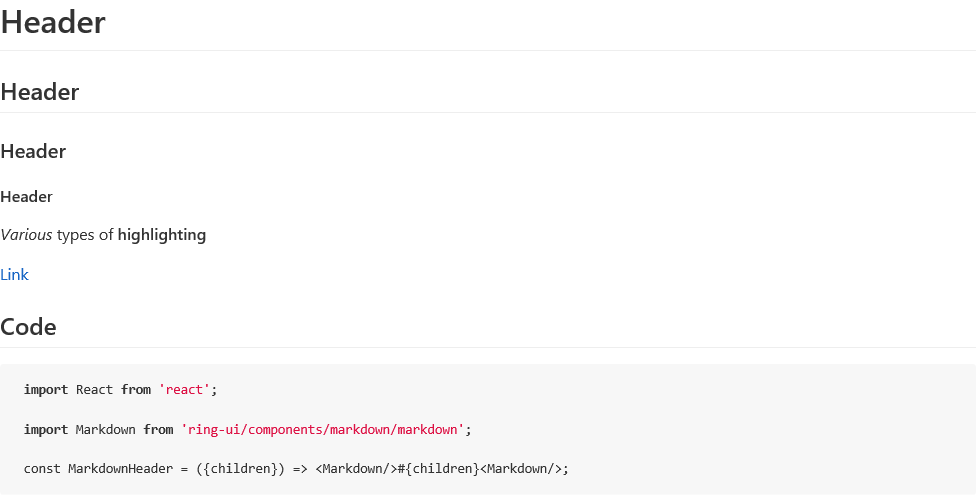 Header
Header
Header
Header
Various types of highlighting
Link
Code
import React from 'react';
import Markdown from 'ring-ui/components/markdown/markdown';
const MarkdownHeader = ({children}) => <Markdown/>#{children}<Markdown/>;